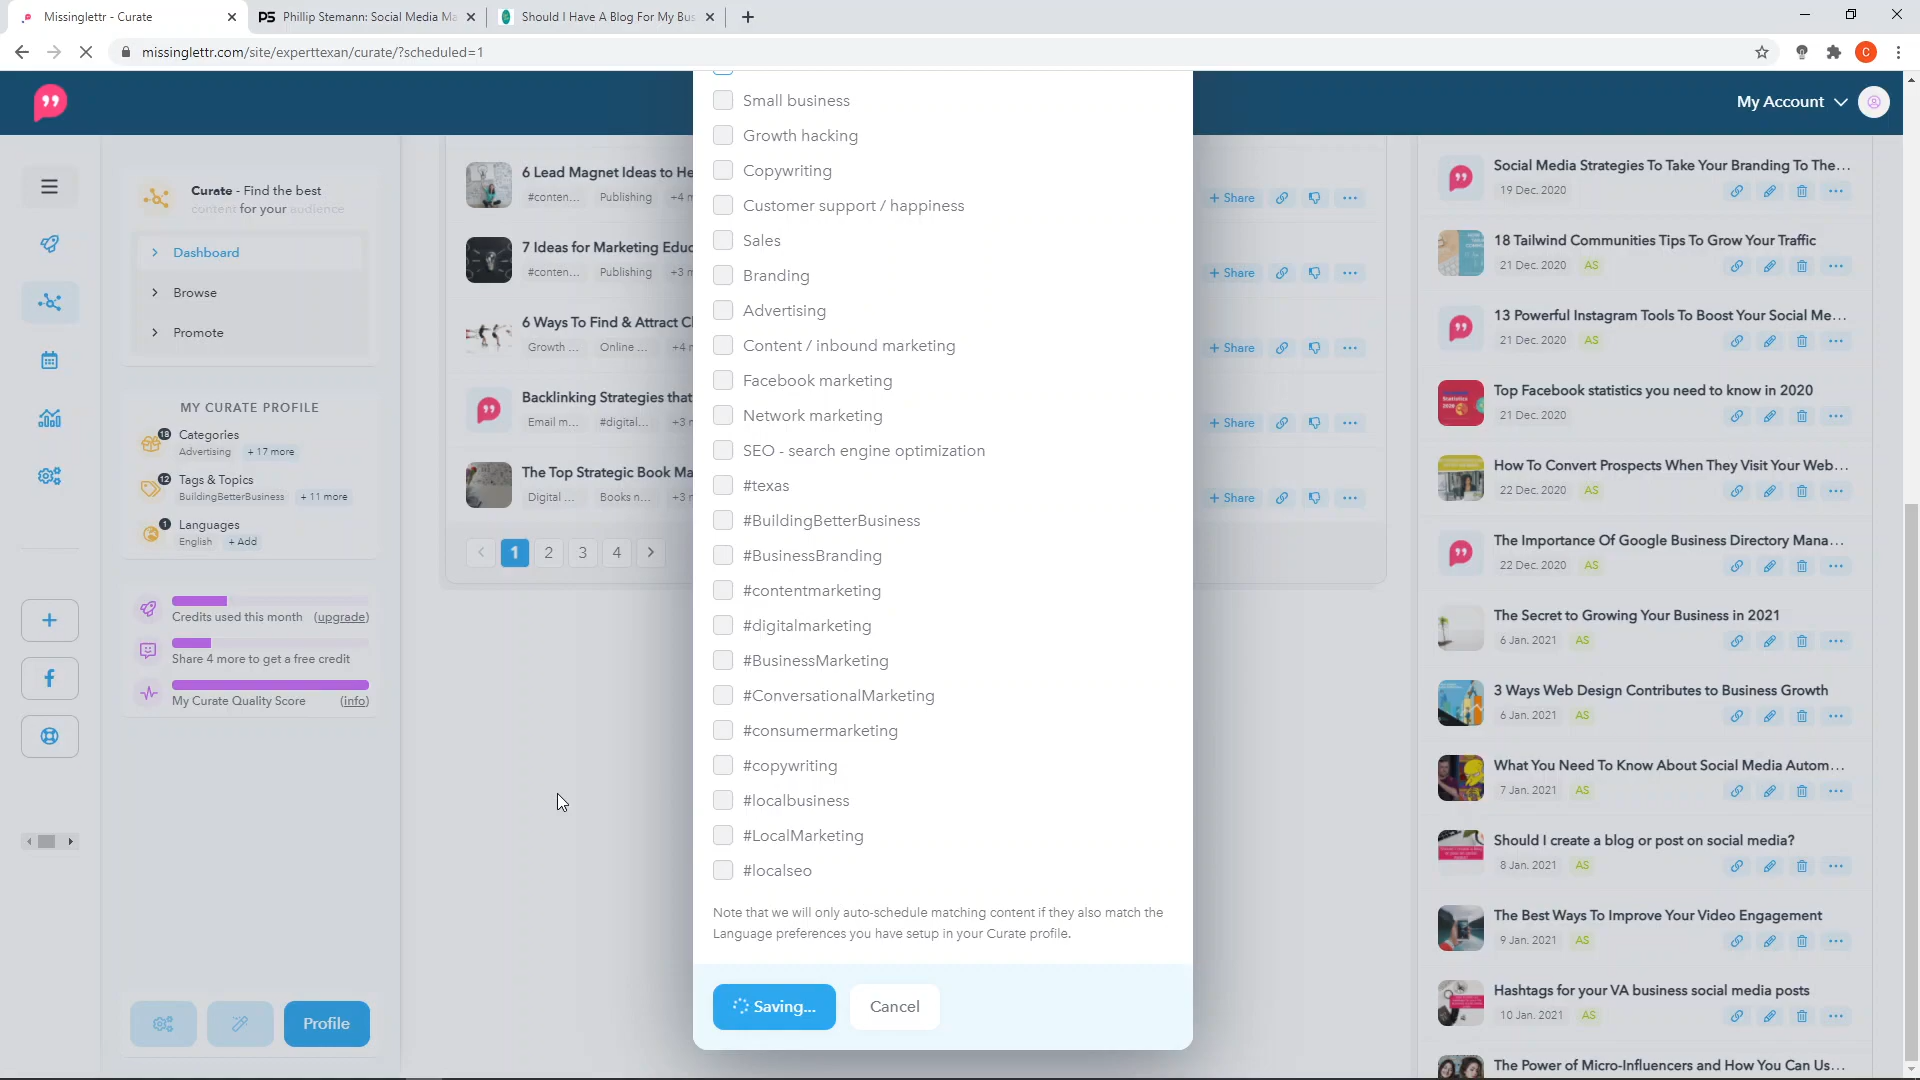 Missinglettr - Curate
Phillip Stemann: Social Media Ma
Should I Have A Blog For My Bus
missinglettr.com/site/experttexan/curate/?scheduled=1
C
My Account
Curate - Find the best
content for your audience
Dashboard
Browse
Promote
MY CURATE PROFILE
18
Categories
Advertising + 17 more
12
Tags & Topics
BuildingBetterBusiness + 11 more
1
Languages
English + Add
Credits used this month (upgrade)
Share 4 more to get a free credit
My Curate Quality Score (info)
Profile
6 Lead Magnet Ideas to He
#conten... Publishing +4 m
+ Share
7 Ideas for Marketing Educ
#conten... Publishing +3 m
+ Share
6 Ways To Find & Attract Cl
Growth ... Online ... +4 m
+ Share
Backlinking Strategies that
Email m... #digital... +3 m
+ Share
The Top Strategic Book Ma
Digital ... Books n... +3 m
+ Share
1 2 3 4
Small business
Growth hacking
Copywriting
Customer support / happiness
Sales
Branding
Advertising
Content / inbound marketing
Facebook marketing
Network marketing
SEO - search engine optimization
#texas
#BuildingBetterBusiness
#BusinessBranding
#contentmarketing
#digitalmarketing
#BusinessMarketing
#ConversationalMarketing
#consumermarketing
#copywriting
#localbusiness
#LocalMarketing
#localseo
Note that we will only auto-schedule matching content if they also match the
Language preferences you have setup in your Curate profile.
Saving... Cancel
Social Media Strategies To Take Your Branding To The...
19 Dec. 2020
18 Tailwind Communities Tips To Grow Your Traffic
21 Dec. 2020 AS
13 Powerful Instagram Tools To Boost Your Social Me...
21 Dec. 2020 AS
Top Facebook statistics you need to know in 2020
21 Dec. 2020
How To Convert Prospects When They Visit Your Web...
22 Dec. 2020 AS
The Importance Of Google Business Directory Mana...
22 Dec. 2020 AS
The Secret to Growing Your Business in 2021
6 Jan. 2021 AS
3 Ways Web Design Contributes to Business Growth
6 Jan. 2021 AS
What You Need To Know About Social Media Autom...
7 Jan. 2021 AS
Should I create a blog or post on social media?
8 Jan. 2021 AS
The Best Ways To Improve Your Video Engagement
9 Jan. 2021 AS
Hashtags for your VA business social media posts
10 Jan. 2021 AS
The Power of Micro-Influencers and How You Can Us...